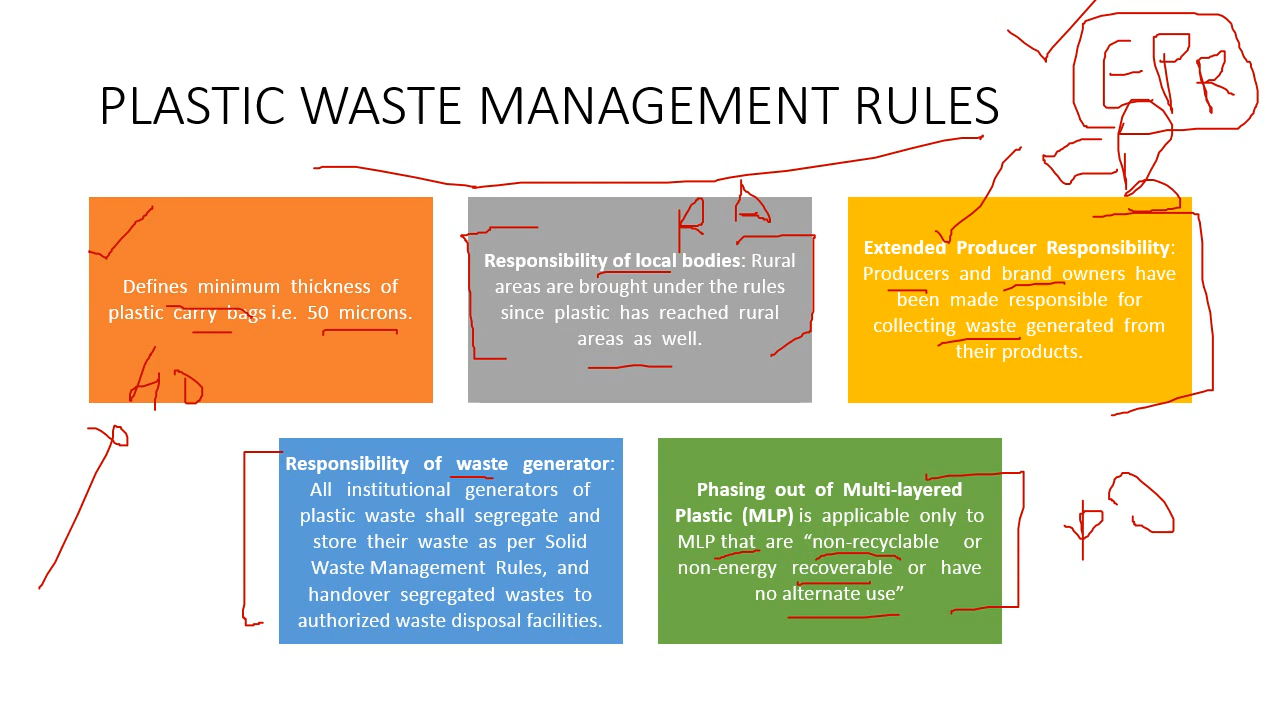 PLASTIC WASTE MANAGEMENT RULES
EPR
Defines minimum thickness of
plastic carry bags i.e. 50 microns.
Responsibility of local bodies: Rural
areas are brought under the rules
since plastic has reached rural
areas as well.
Extended Producer Responsibility:
Producers and brand owners have
been made responsible for
collecting waste generated from
their products.
Responsibility of waste generator:
All institutional generators of
plastic waste shall segregate and
store their waste as per Solid
Waste Management Rules, and
handover segregated wastes to
authorized waste disposal facilities.
Phasing out of Multi-layered
Plastic (MLP) is applicable only to
MLP that are “non-recyclable or
non-energy recoverable or have
no alternate use”